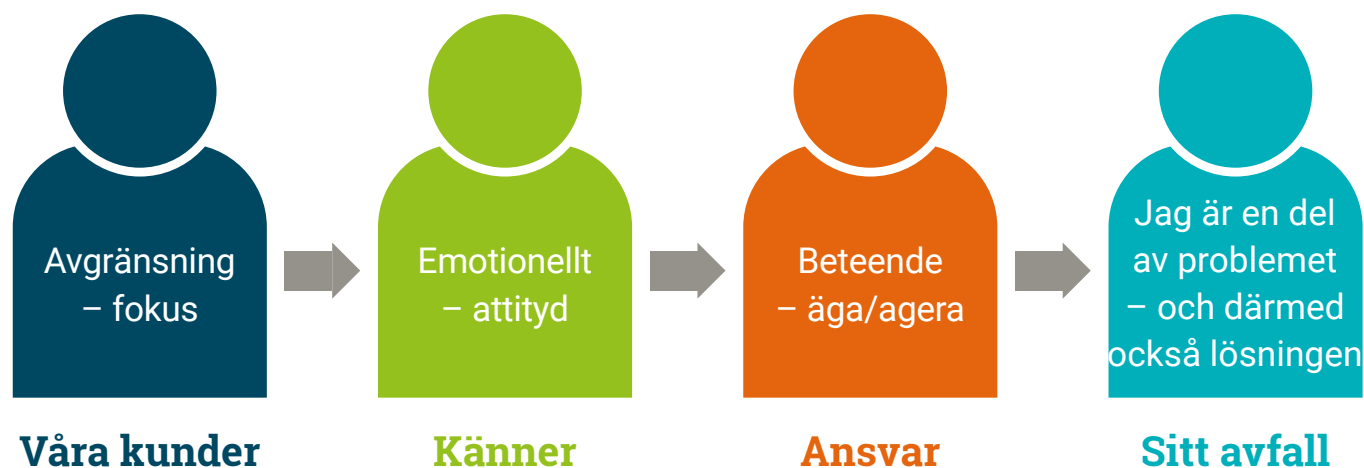 Avgränsning
– fokus
Emotionellt
– attityd
Beteende
– äga/agera
Jag är en del
av problemet
– och därmed
också lösningen
Våra kunder
Känner
Ansvar
Sitt avfall